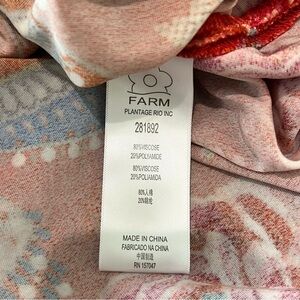 FARM
PLANTAGE RIO INC
281892
80%VISCOSE
20%POLYAMIDE
80%VISCOSE
20%POLIAMIDA
80%人棉
20%锦纶
MADE IN CHINA
FABRICADO NA CHINA
中国制造
RN 157047